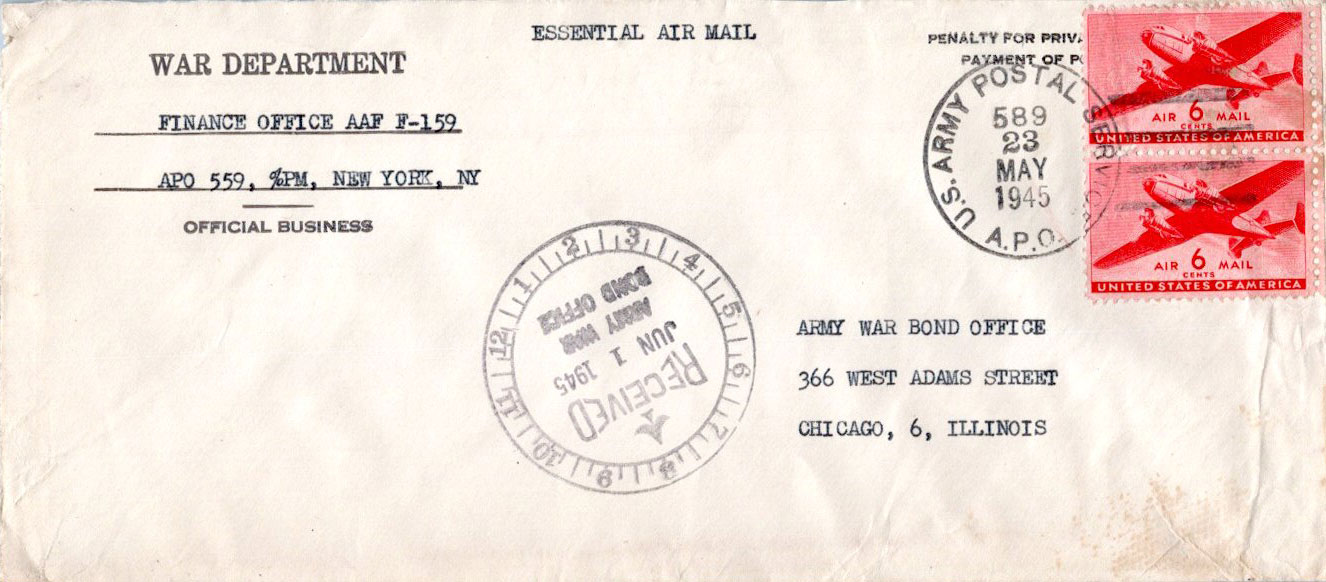 ESSENTIAL AIR MAIL
WAR DEPARTMENT
FINANCE OFFICE AAF F-159
APO 559, %PM, NEW YORK, NY
OFFICIAL BUSINESS
PENALTY FOR PRIVA
PAYMENT OF PO
U.S. ARMY POSTAL SERVICE
589
23
MAY
1945
A.P.O.
AIR 6 MAIL
CENTS
UNITED STATES OF AMERICA
AIR 6 MAIL
CENTS
UNITED STATES OF AMERICA
1 2 3 4 5 6 7 8 9 10 11 12
RECEIVED
JUN 1 1945
ARMY WAR
BOND OFFICE
ARMY WAR BOND OFFICE
366 WEST ADAMS STREET
CHICAGO, 6, ILLINOIS